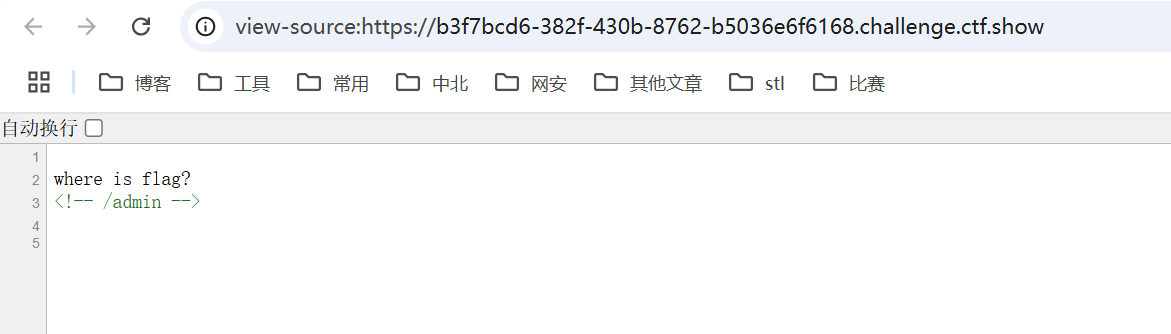 view-source:https://b3f7bcd6-382f-430b-8762-b5036e6f6168.challenge.ctf.show
博客 工具 常用 中北 网安 其他文章 stl 比赛
自动换行
1
2 where is flag?
3 <!-- /admin -->
4
5